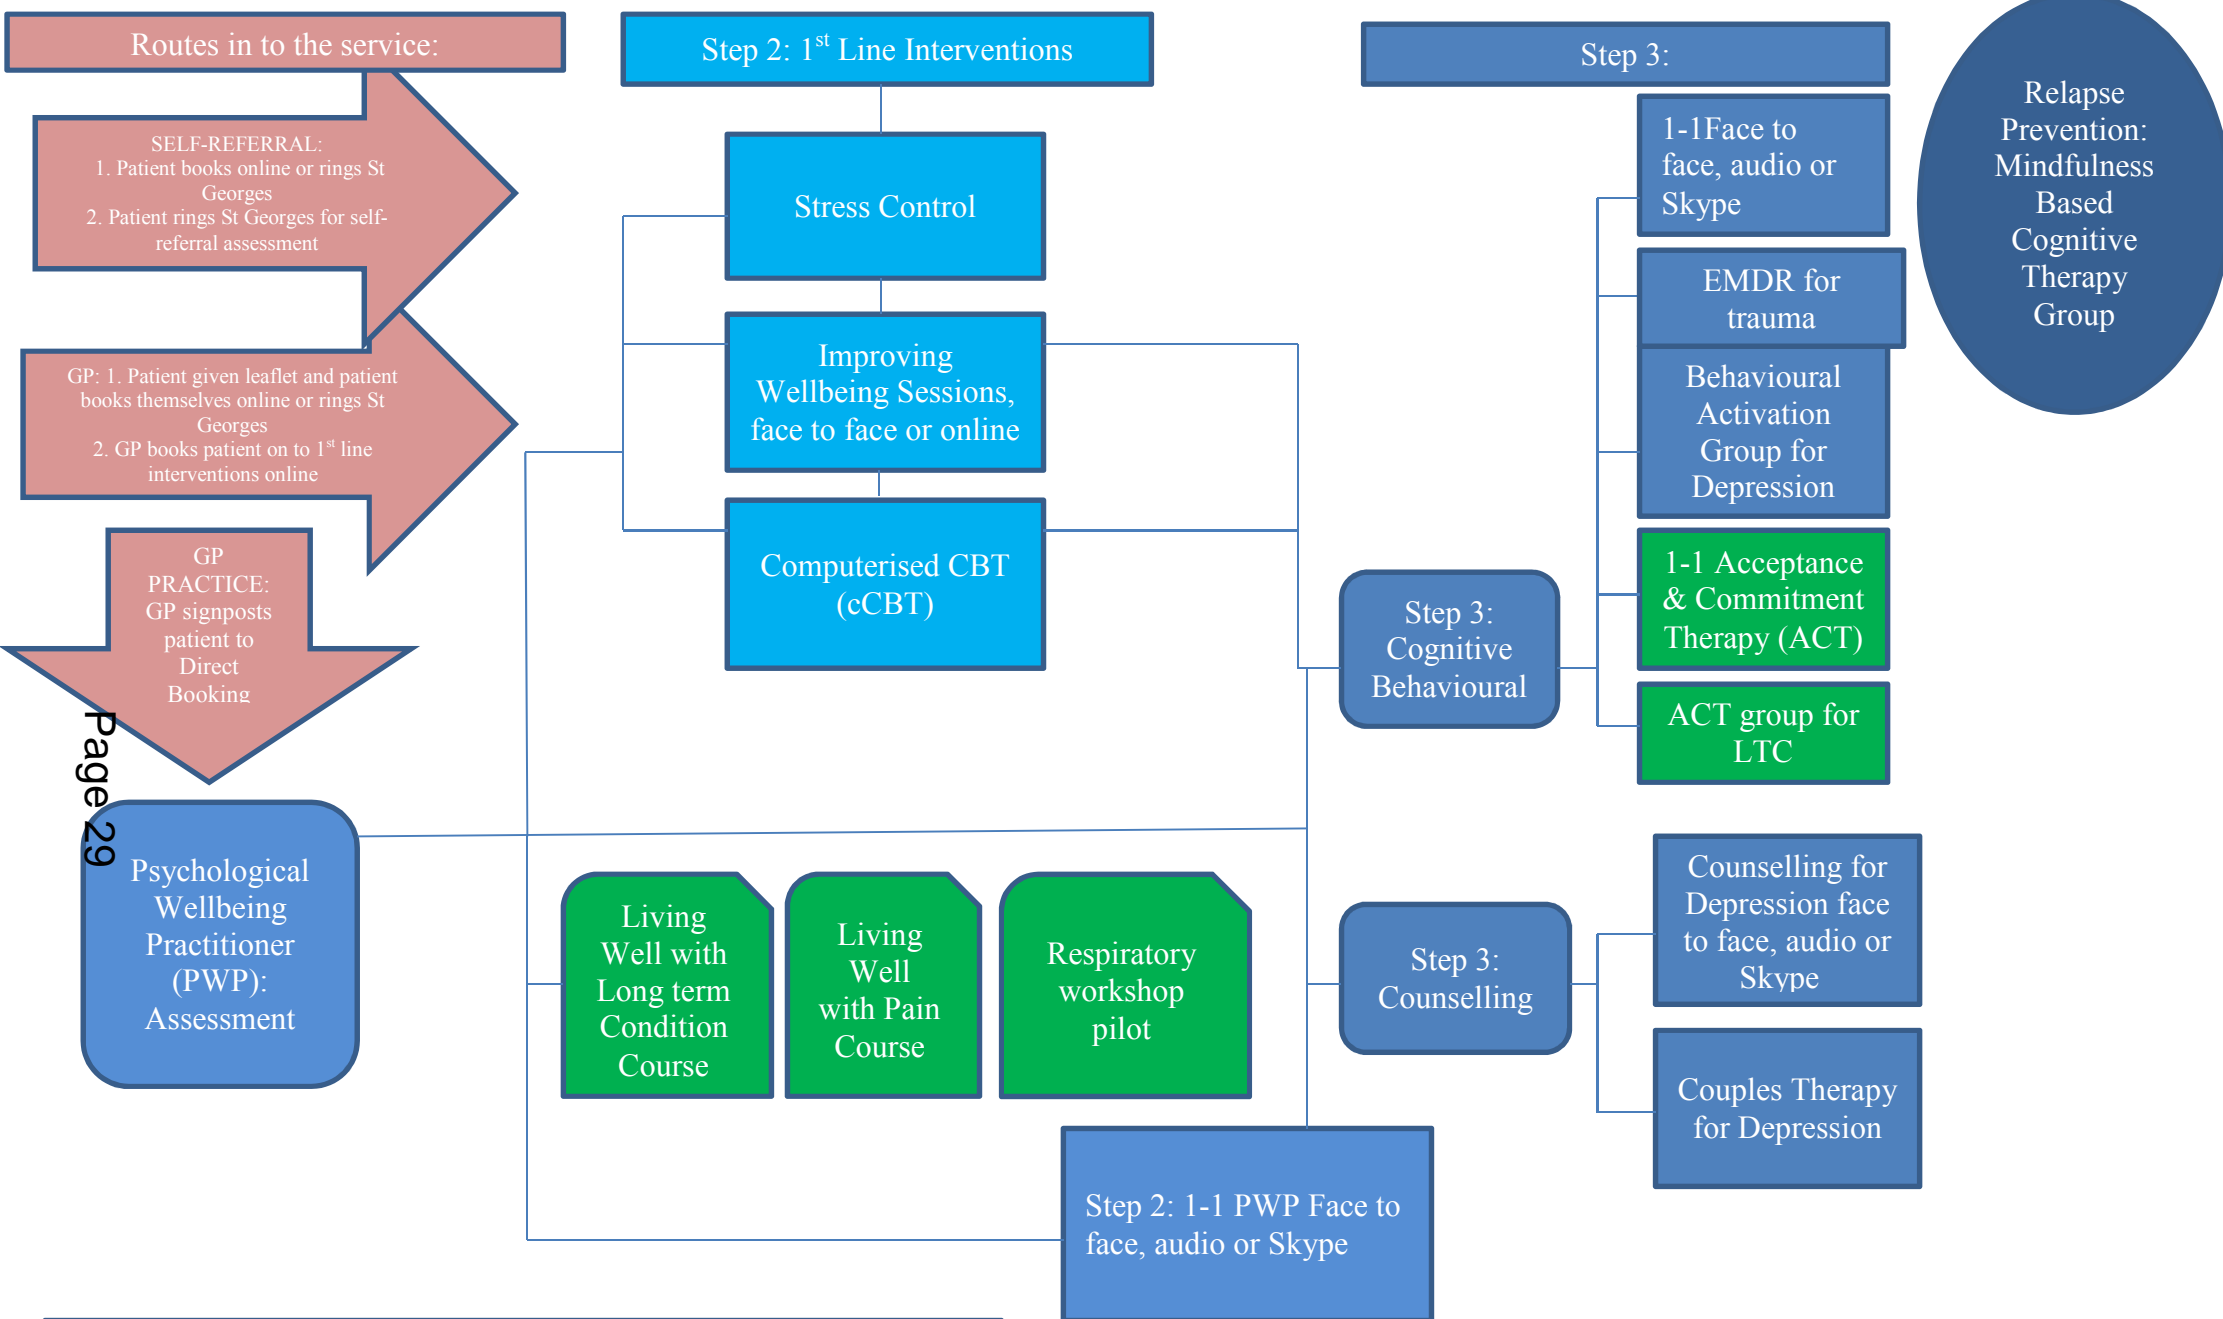 Routes in to the service:
SELF-REFERRAL:
1. Patient books online or rings St
Georges
2. Patient rings St Georges for self-
referral assessment
GP: 1. Patient given leaflet and patient
books themselves online or rings St
Georges
2. GP books patient on to 1st line
interventions online
GP
PRACTICE:
GP signposts
patient to
Direct
Booking
Page 29
Psychological
Wellbeing
Practitioner
(PWP):
Assessment
Step 2: 1st Line Interventions
Stress Control
Improving
Wellbeing Sessions,
face to face or online
Computerised CBT
(cCBT)
Living
Well with
Long term
Condition
Course
Living
Well
with Pain
Course
Respiratory
workshop
pilot
Step 2: 1-1 PWP Face to
face, audio or Skype
Step 3:
Step 3:
Cognitive
Behavioural
1-1Face to
face, audio or
Skype
EMDR for
trauma
Behavioural
Activation
Group for
Depression
1-1 Acceptance
& Commitment
Therapy (ACT)
ACT group for
LTC
Step 3:
Counselling
Counselling for
Depression face
to face, audio or
Skype
Couples Therapy
for Depression
Relapse
Prevention:
Mindfulness
Based
Cognitive
Therapy
Group